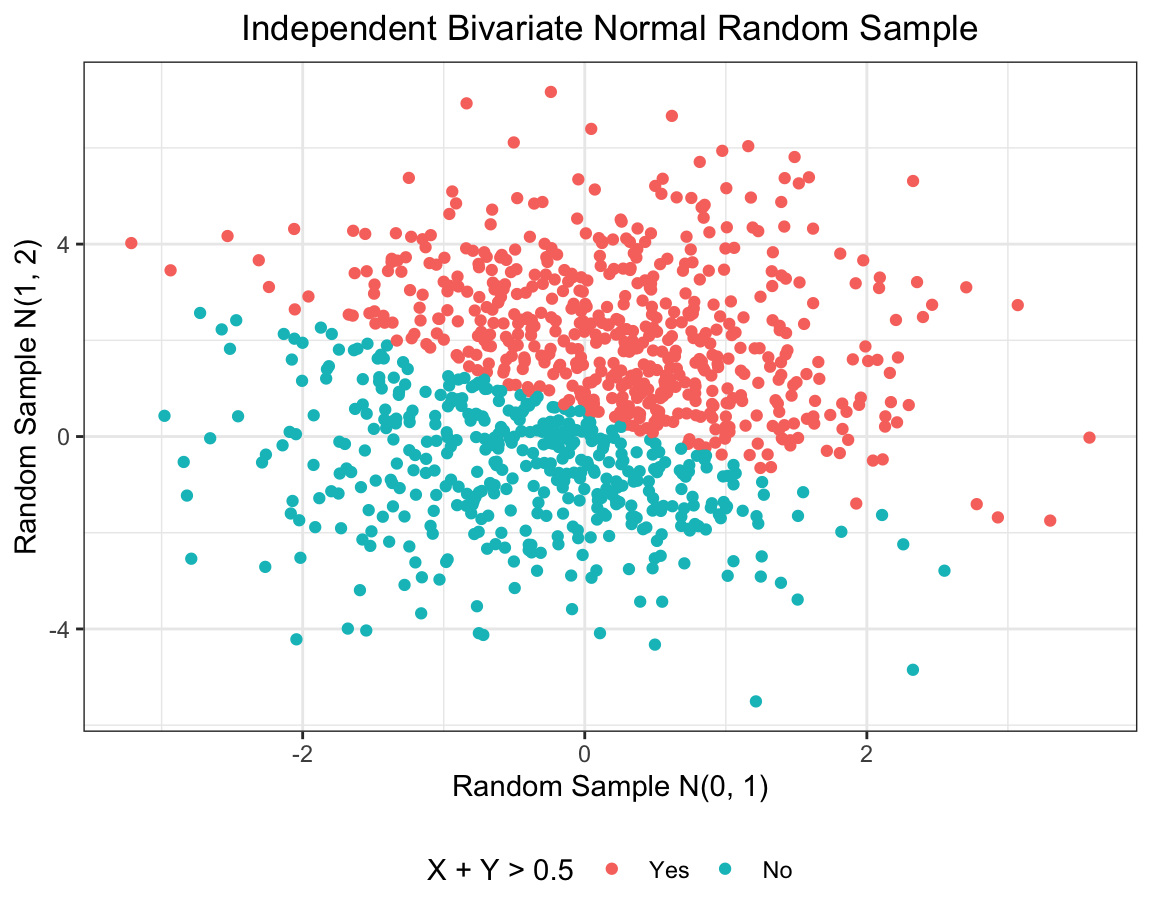 Independent Bivariate Normal Random Sample
Random Sample N(1, 2)
4
0
-4
-2
0
2
Random Sample N(0, 1)
X + Y > 0.5
Yes
No